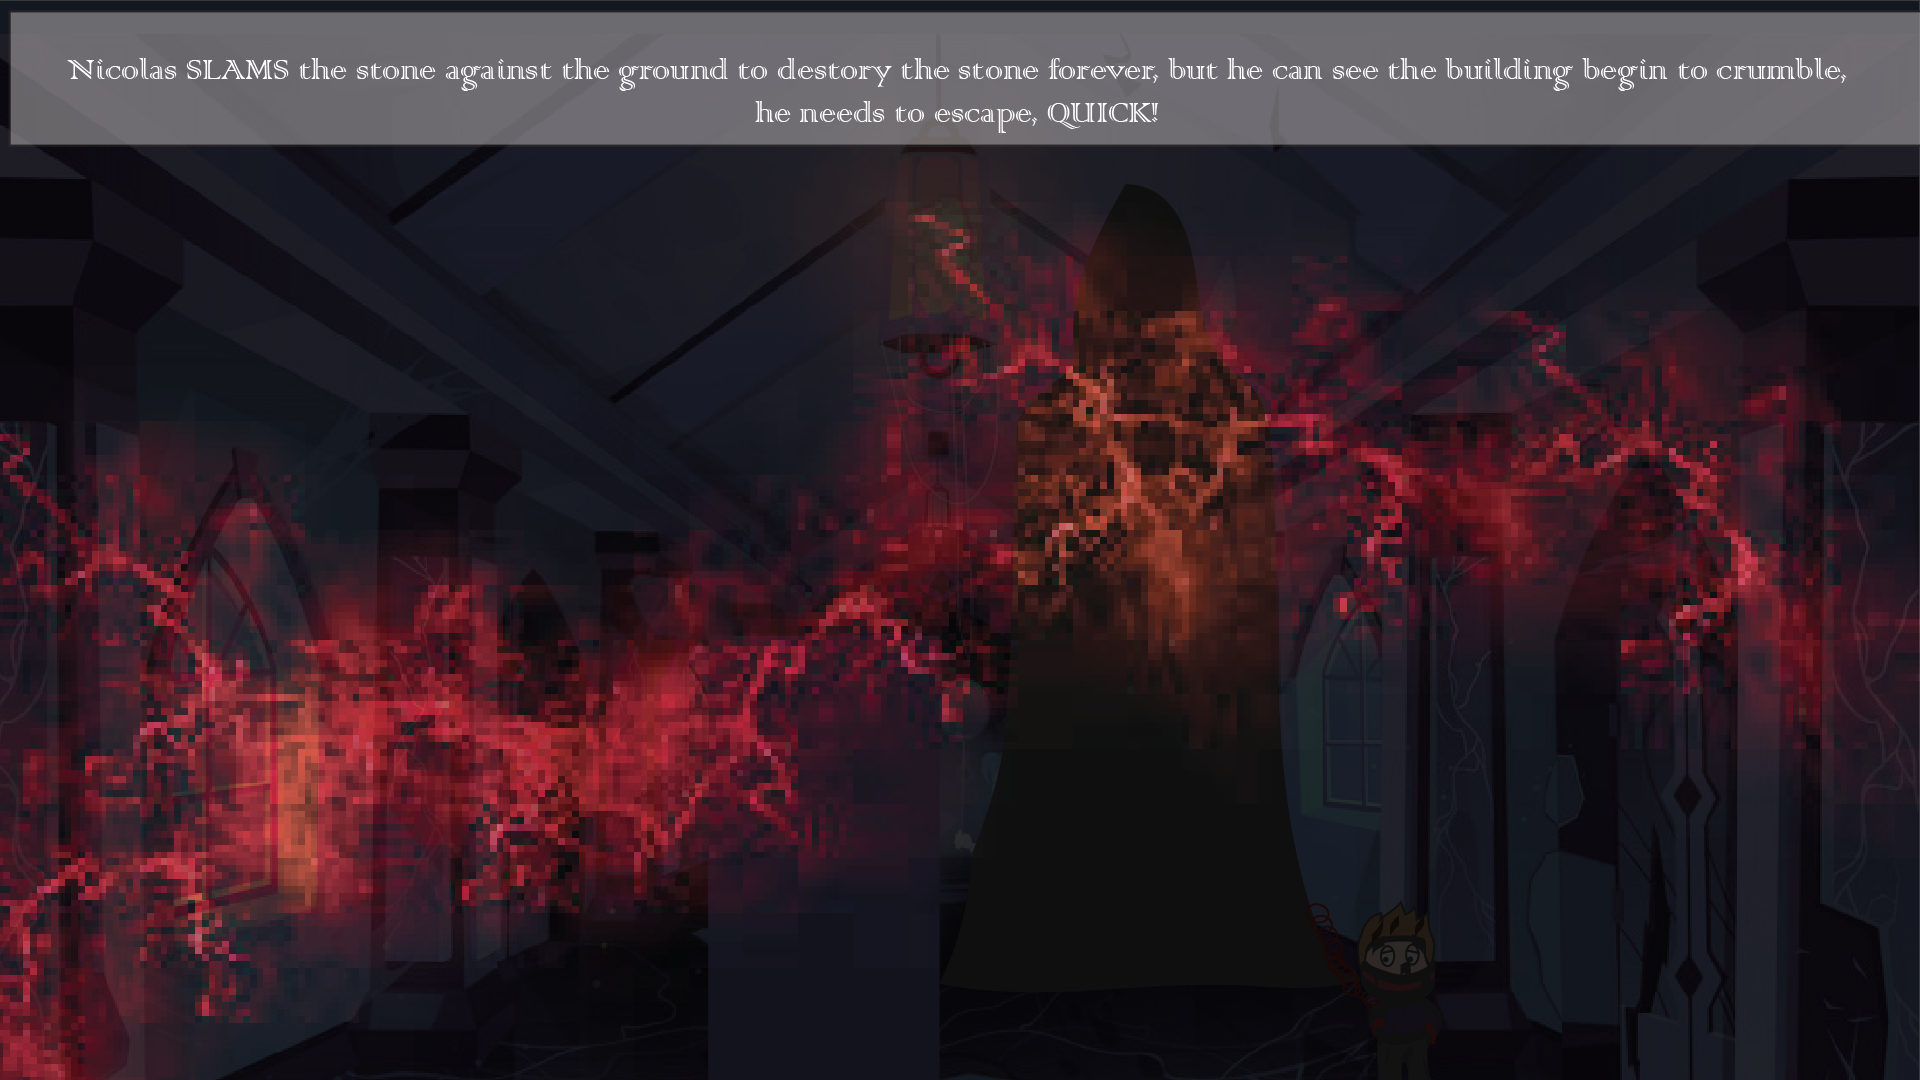 Nicolas SLAMS the stone against the ground to destory the stone forever, but he can see the building begin to crumble,
he needs to escape, QUICK!